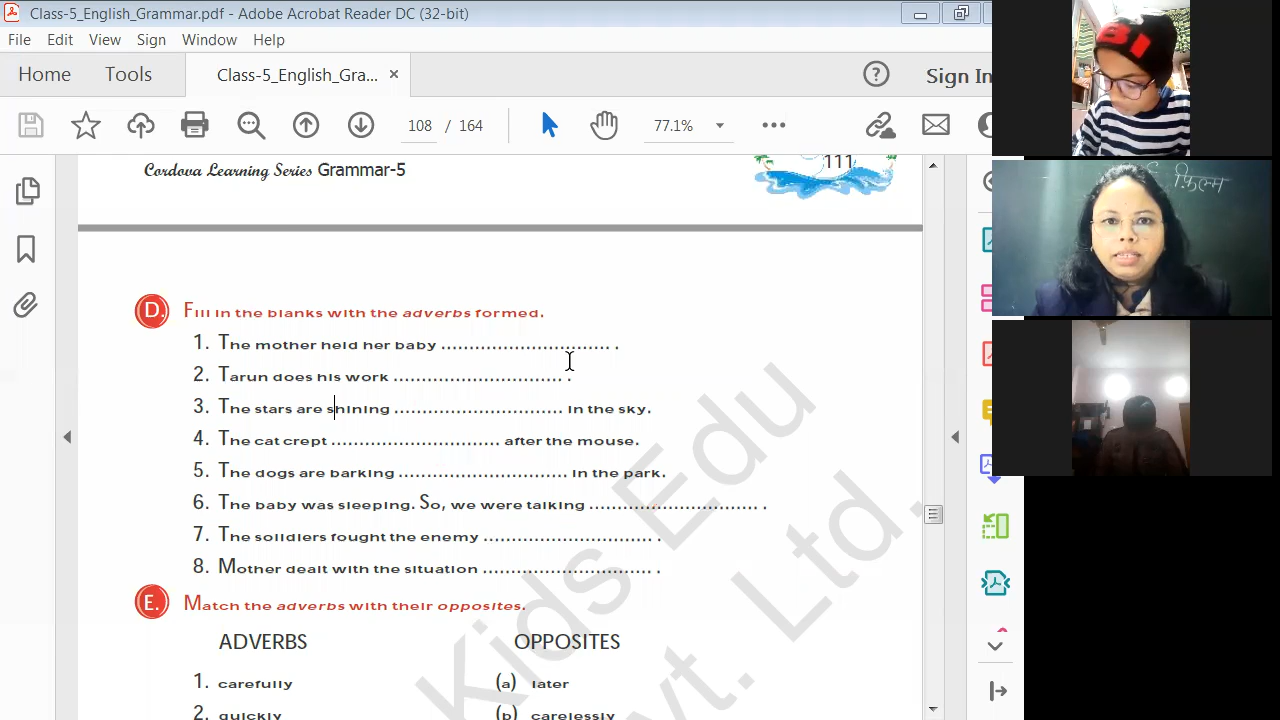 Class-5_English_Grammar.pdf - Adobe Acrobat Reader DC (32-bit)
File Edit View Sign Window Help
Home Tools Class-5_English_Gra... × Sign In
108 / 164 77.1%
Cordova Learning Series Grammar-5
111
D. Fill in the blanks with the adverbs formed.
1. The mother held her baby .............................. .
2. Tarun does his work .............................. .
3. The stars are shining .............................. in the sky.
4. The cat crept .............................. after the mouse.
5. The dogs are barking .............................. in the park.
6. The baby was sleeping. So, we were talking .............................. .
7. The soldiers fought the enemy .............................. .
8. Mother dealt with the situation .............................. .
E. Match the adverbs with their opposites.
ADVERBS OPPOSITES
1. carefully (a) later
2. quickly (b) carelessly
Kids Edu
vt. Ltd.
फ़िल्म